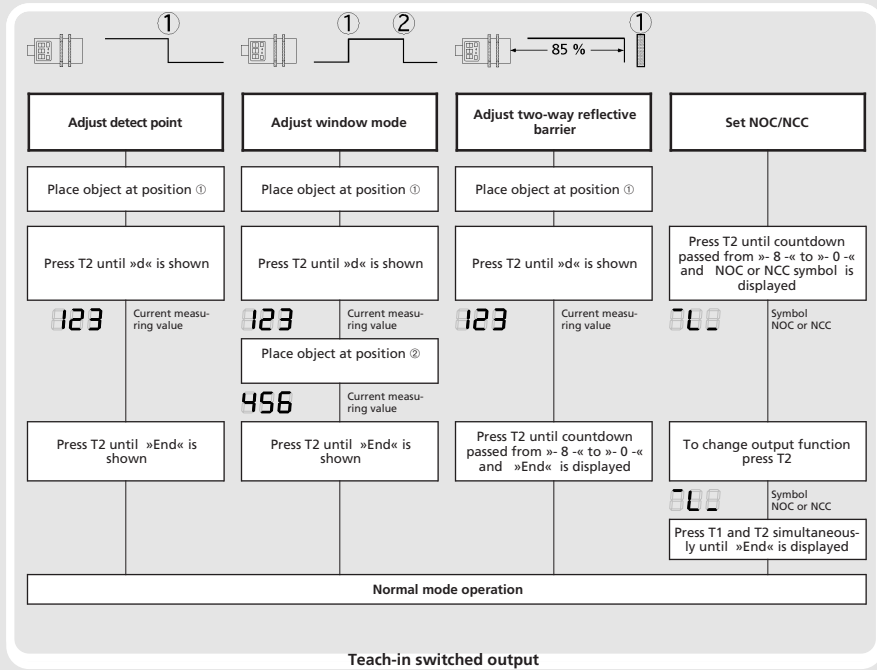 ①
① ②
①
85 %
Adjust detect point
Adjust window mode
Adjust two-way reflective
barrier
Set NOC/NCC
Place object at position ①
Place object at position ①
Place object at position ①
Press T2 until »d« is shown
Press T2 until »d« is shown
Press T2 until »d« is shown
Press T2 until countdown
passed from »- 8 -« to »- 0 -«
and NOC or NCC symbol is
displayed
123
Current measu-
ring value
123
Current measu-
ring value
123
Current measu-
ring value
Symbol
NOC or NCC
Place object at position ②
456
Current measu-
ring value
Press T2 until »End« is
shown
Press T2 until »End« is
shown
Press T2 until countdown
passed from »- 8 -« to »- 0 -«
and »End« is displayed
To change output function
press T2
Symbol
NOC or NCC
Press T1 and T2 simultaneous-
ly until »End« is displayed
Normal mode operation
Teach-in switched output